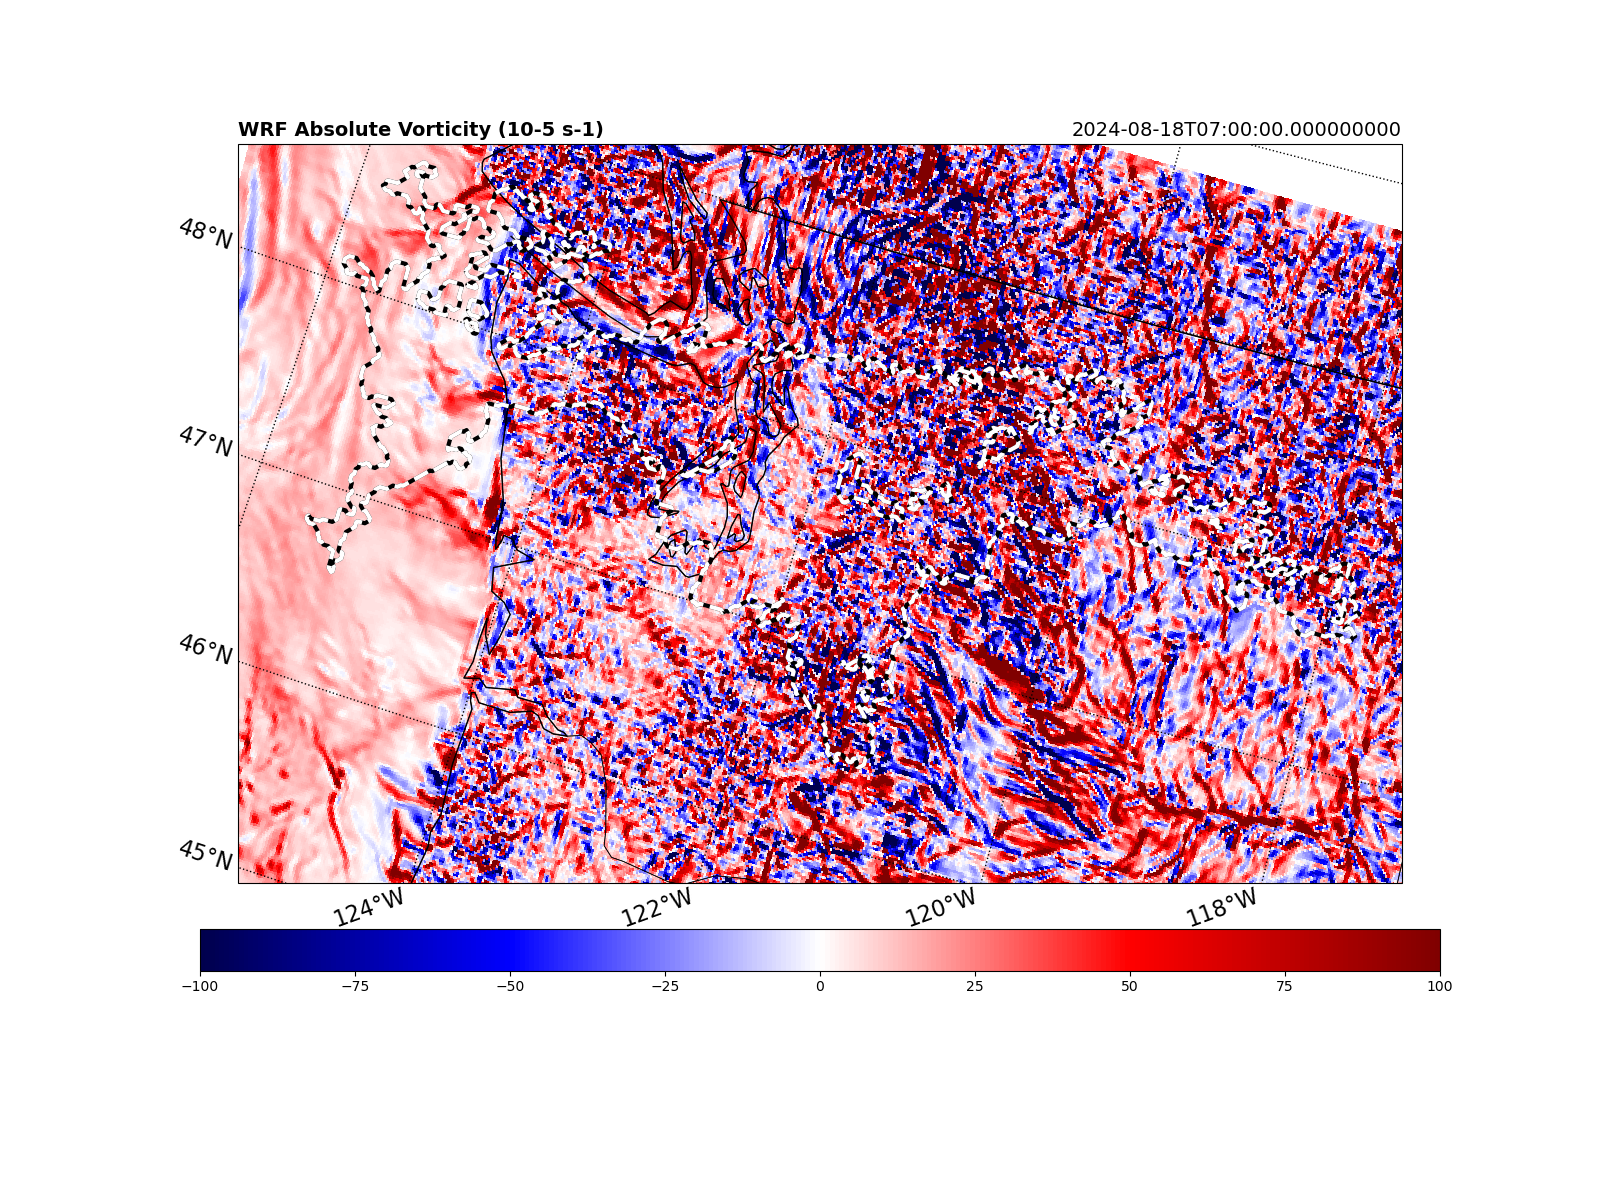 WRF Absolute Vorticity (10-5 s-1)
2024-08-18T07:00:00.000000000
48°N
47°N
46°N
45°N
124°W
122°W
120°W
118°W
−100
−75
−50
−25
0
25
50
75
100